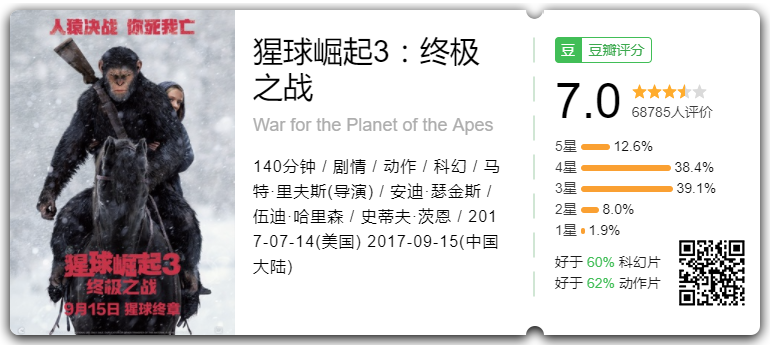 人猿决战 你死我亡
猩球崛起3
终极之战
9月15日 猩球终章
猩球崛起3：终极
之战
War for the Planet of the Apes
140分钟 / 剧情 / 动作 / 科幻 / 马
特·里夫斯(导演) / 安迪·瑟金斯 /
伍迪·哈里森 / 史蒂夫·茨恩 / 201
7-07-14(美国) 2017-09-15(中国
大陆)
豆 豆瓣评分
7.0
68785人评价
5星 12.6%
4星 38.4%
3星 39.1%
2星 8.0%
1星 1.9%
好于 60% 科幻片
好于 62% 动作片